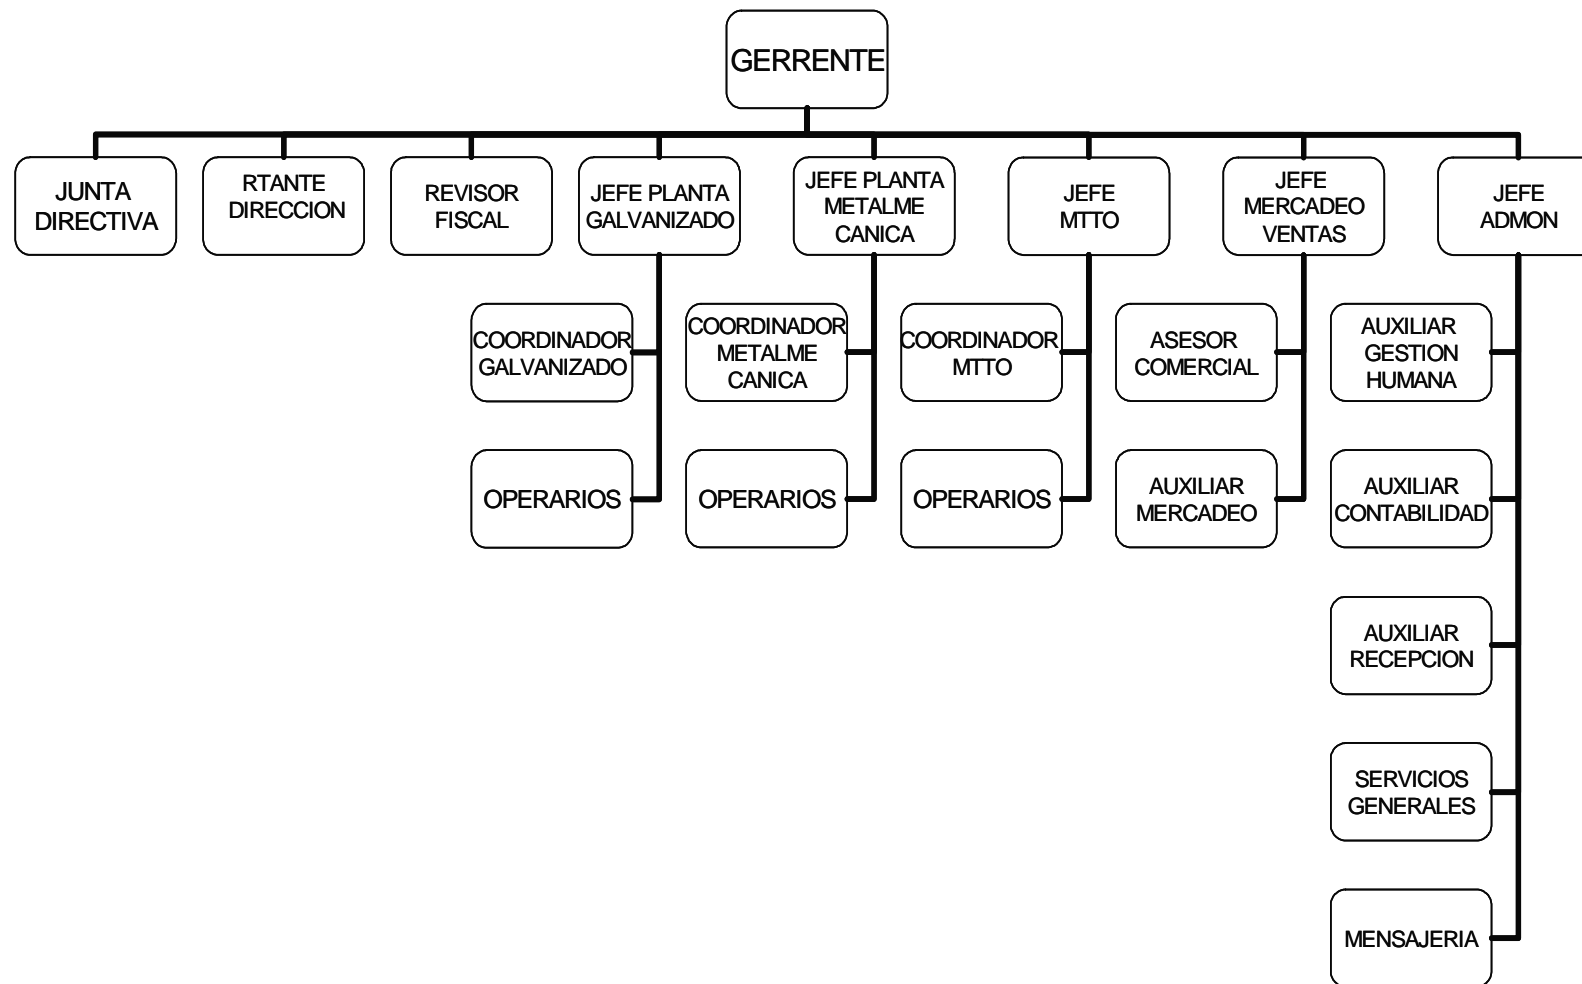 GERRENTE
JUNTA
DIRECTIVA
RTANTE
DIRECCION
REVISOR
FISCAL
JEFE PLANTA
GALVANIZADO
JEFE PLANTA
METALME
CANICA
JEFE
MTTO
JEFE
MERCADEO
VENTAS
JEFE
ADMON
COORDINADOR
GALVANIZADO
COORDINADOR
METALME
CANICA
COORDINADOR
MTTO
ASESOR
COMERCIAL
AUXILIAR
GESTION
HUMANA
OPERARIOS
OPERARIOS
OPERARIOS
AUXILIAR
MERCADEO
AUXILIAR
CONTABILIDAD
AUXILIAR
RECEPCION
SERVICIOS
GENERALES
MENSAJERIA